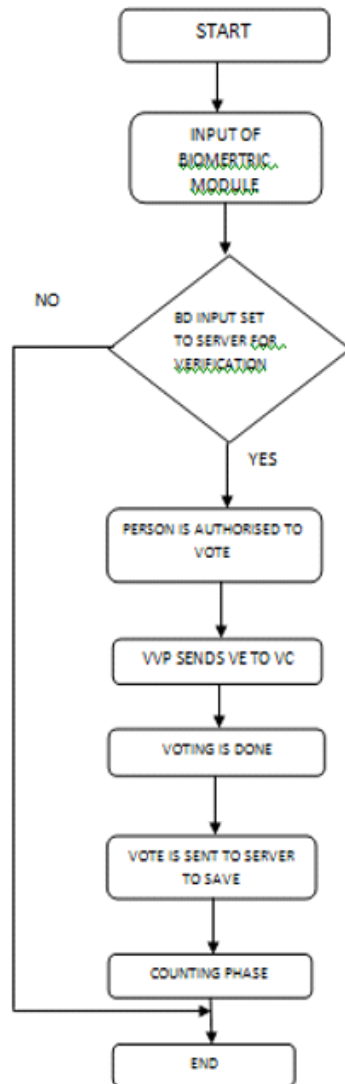 START
INPUT OF
BIOMERTRIC
MODULE
NO
BD INPUT SET
TO SERVER FOR
VERIFICATION
YES
PERSON IS AUTHORISED TO
VOTE
VVP SENDS VE TO VC
VOTING IS DONE
VOTE IS SENT TO SERVER
TO SAVE
COUNTING PHASE
END